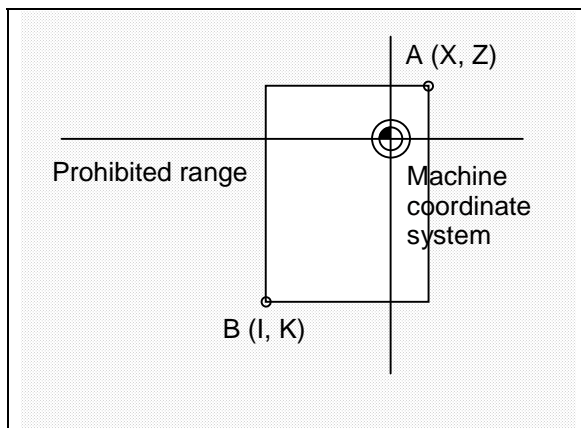 A (X, Z)
Prohibited range
Machine
coordinate
system
B (I, K)